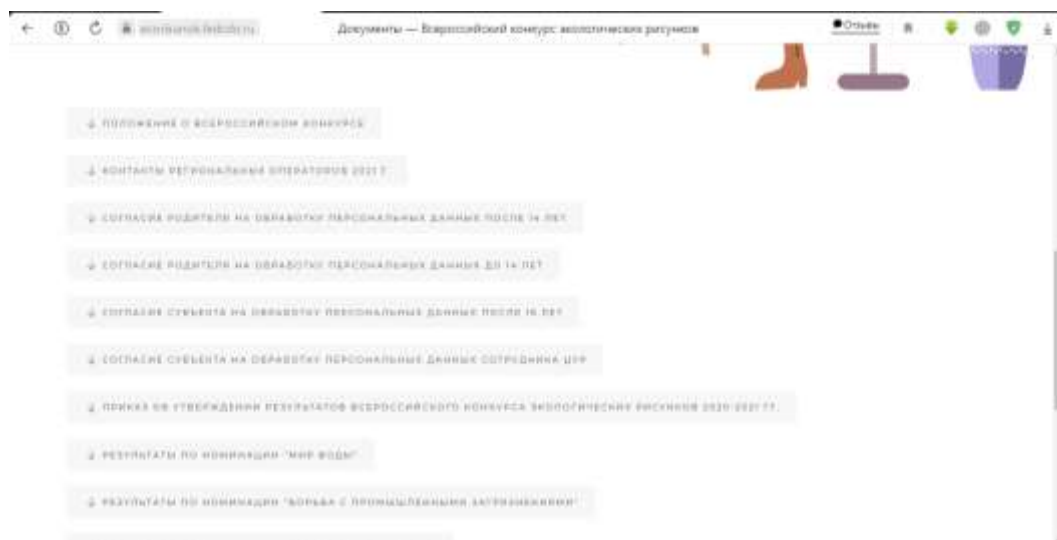 Документы — Всероссийский конкурс экологических рисунков
Отзывы
ПОЛОЖЕНИЕ О ВСЕРОССИЙСКОМ КОНКУРСЕ
КОНТАКТЫ РЕГИОНАЛЬНЫХ ОПЕРАТОРОВ 2021 Г.
СОГЛАСИЕ РОДИТЕЛЯ НА ОБРАБОТКУ ПЕРСОНАЛЬНЫХ ДАННЫХ ПОСЛЕ 14 ЛЕТ
СОГЛАСИЕ РОДИТЕЛЯ НА ОБРАБОТКУ ПЕРСОНАЛЬНЫХ ДАННЫХ ДО 14 ЛЕТ
СОГЛАСИЕ СУБЪЕКТА НА ОБРАБОТКУ ПЕРСОНАЛЬНЫХ ДАННЫХ ПОСЛЕ 18 ЛЕТ
СОГЛАСИЕ СУБЪЕКТА НА ОБРАБОТКУ ПЕРСОНАЛЬНЫХ ДАННЫХ СОТРУДНИКА ЦУР
ПРИКАЗ ОБ УТВЕРЖДЕНИИ РЕЗУЛЬТАТОВ ВСЕРОССИЙСКОГО КОНКУРСА ЭКОЛОГИЧЕСКИХ РИСУНКОВ 2020-2021 ГГ.
РЕЗУЛЬТАТЫ ПО НОМИНАЦИИ "МИР ВОДЫ"
РЕЗУЛЬТАТЫ ПО НОМИНАЦИИ "БОРЬБА С ПРОМЫШЛЕННЫМИ ЗАГРЯЗНЕНИЯМИ"